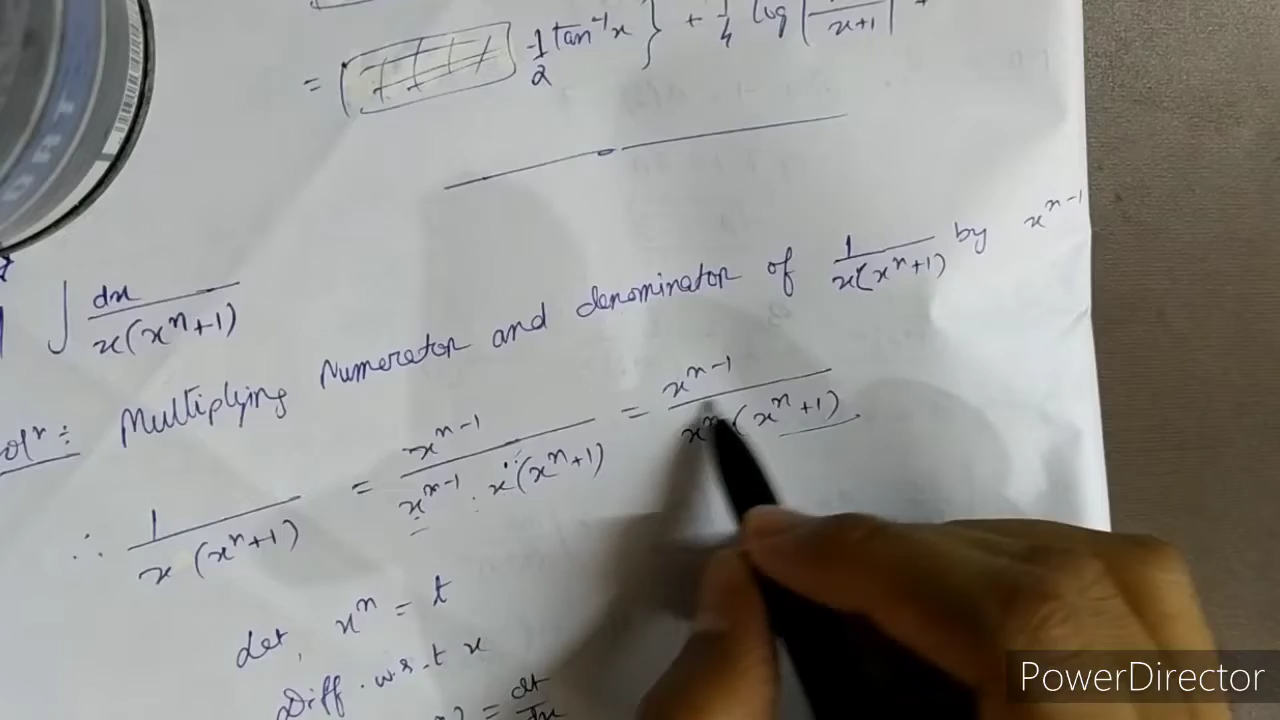 = 1/2 tan⁻¹x } + 1/4 log | x+1 | +
∫ dx / x(xⁿ+1)
Solⁿ: Multiplying Numerator and denominator of 1 / x(xⁿ+1) by xⁿ⁻¹
∴ 1 / x(xⁿ+1) = xⁿ⁻¹ / xⁿ⁻¹ . x(xⁿ+1) = xⁿ⁻¹ / xⁿ(xⁿ+1)
Let, xⁿ = t
Diff. w.r.t x
= dt/dx
PowerDirector